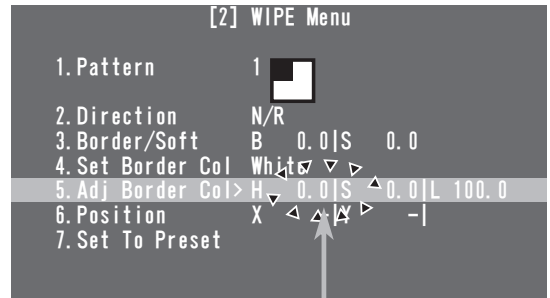 [2] WIPE Menu
1.Pattern 1
2.Direction N/R
3.Border/Soft B 0.0|S 0.0
4.Set Border Col White
5.Adj Border Col> H 0.0|S 0.0|L 100.0
6.Position X -|Y -|
7.Set To Preset